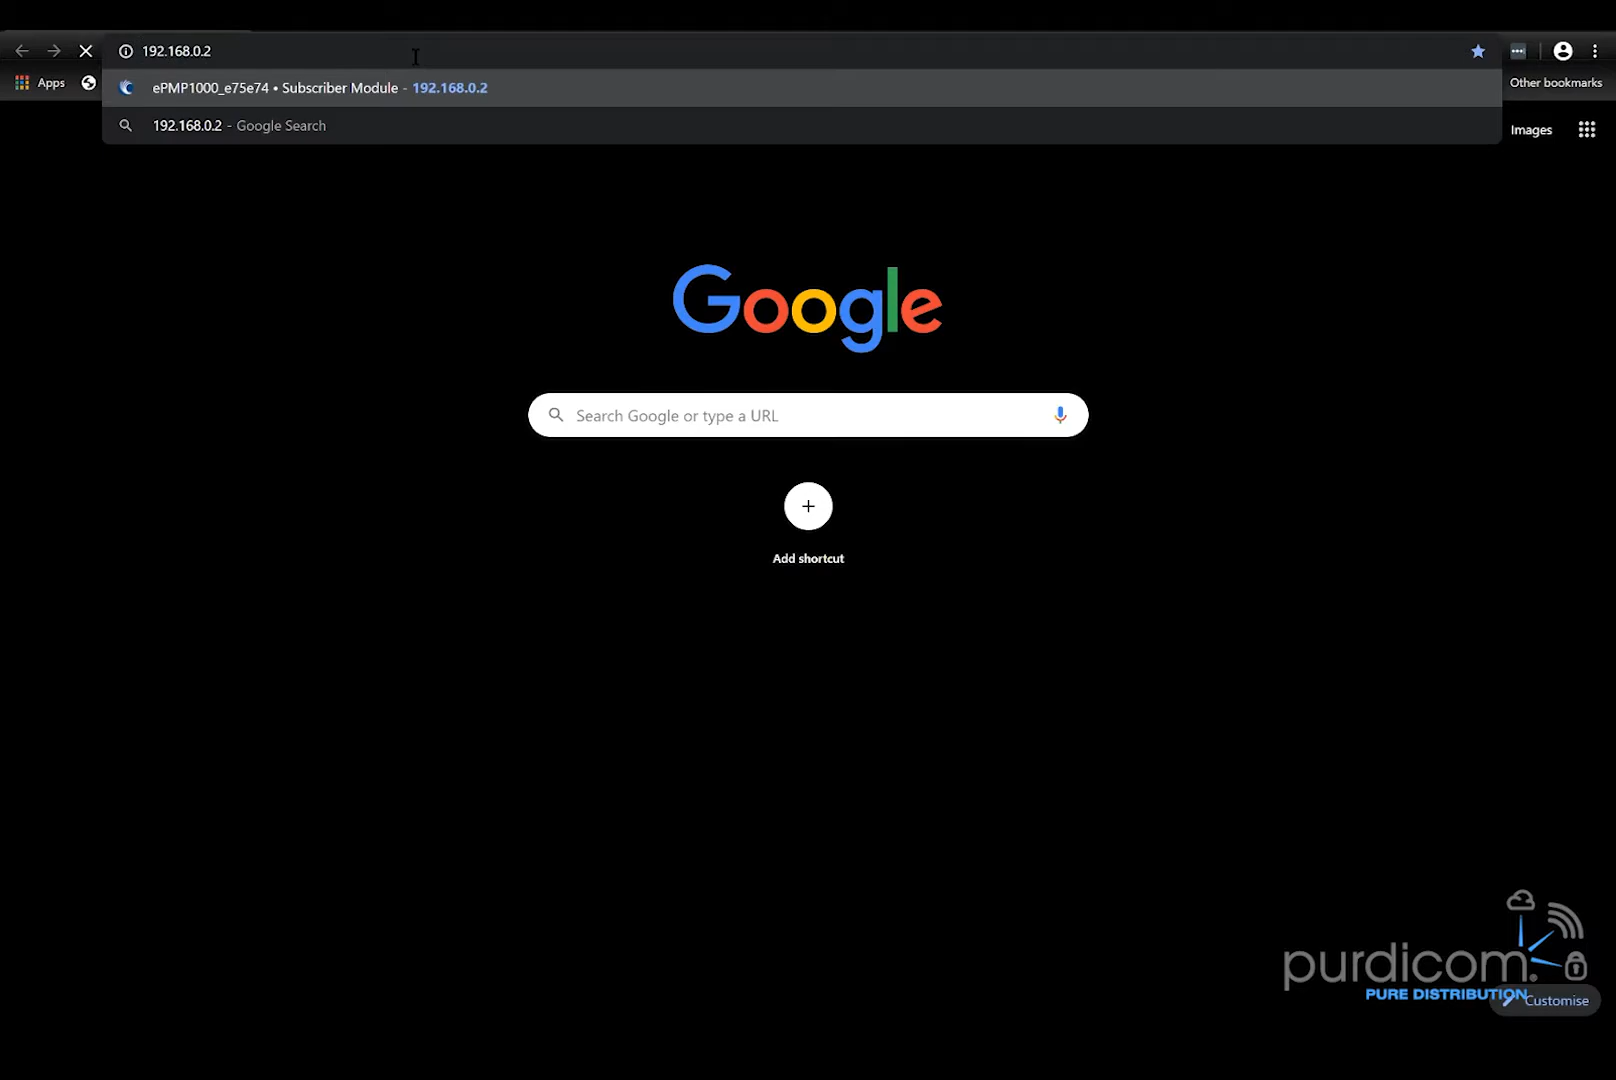 192.168.0.2
Apps
ePMP1000_e75e74 • Subscriber Module - 192.168.0.2
Other bookmarks
192.168.0.2 - Google Search
Images
Google
Search Google or type a URL
Add shortcut
purdicom.
PURE DISTRIBUTION
Customise